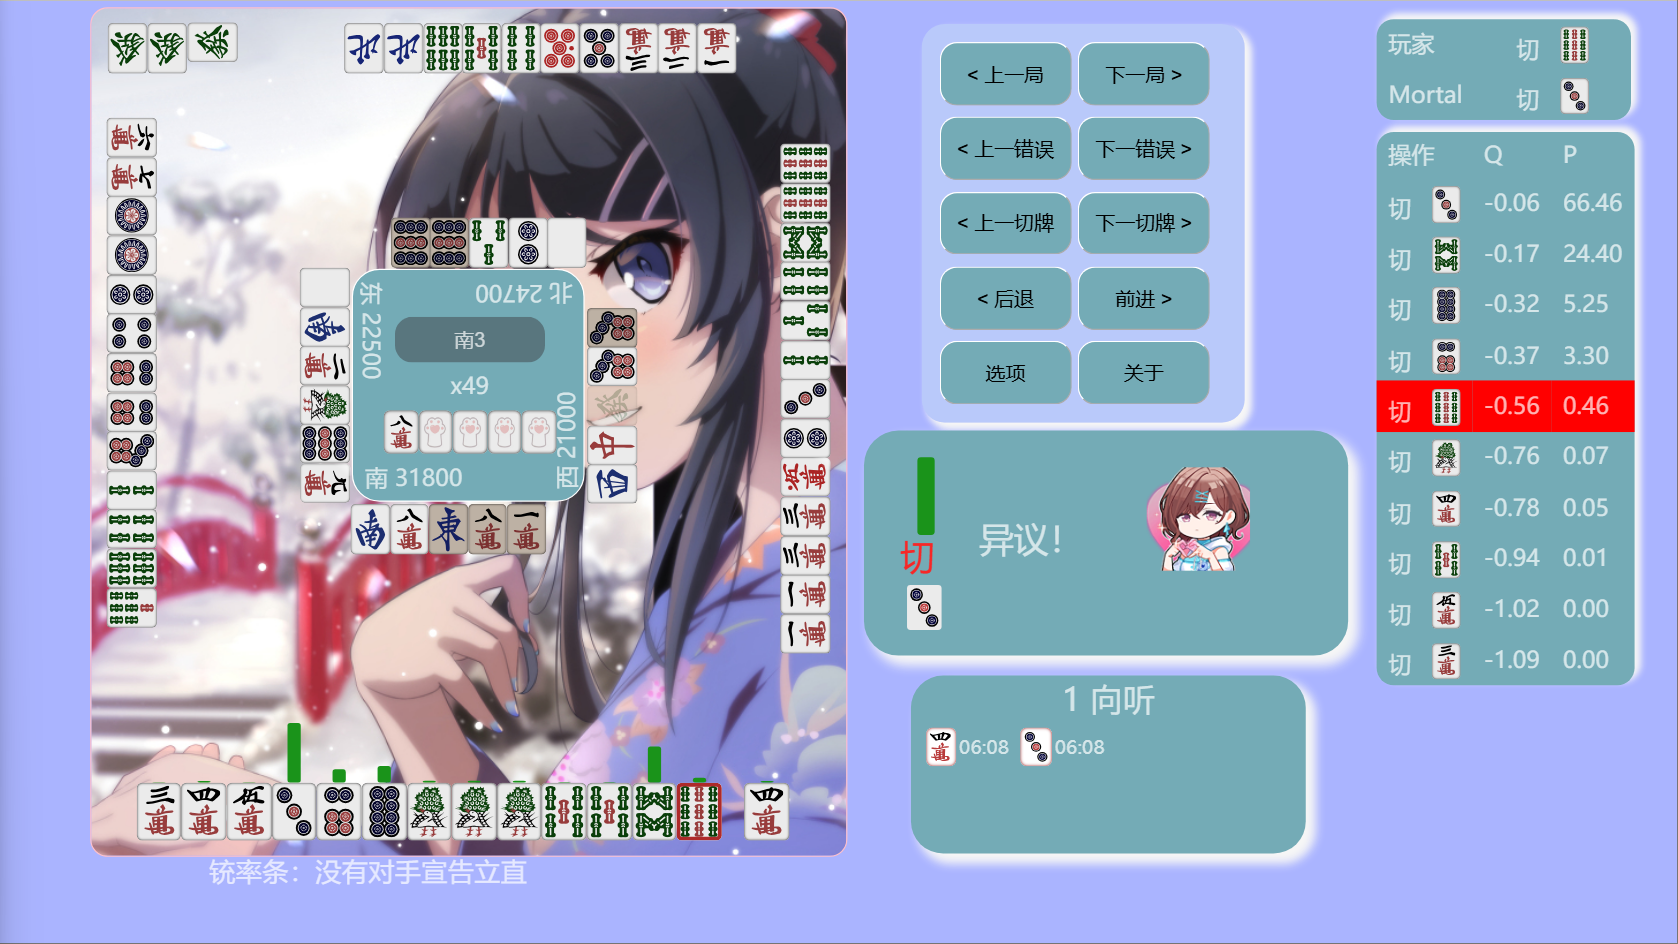 东 22500
北 24700
南3
x49
南 31800
西 21000
铳率条：没有对手宣告立直
< 上一局
下一局 >
< 上一错误
下一错误 >
< 上一切牌
下一切牌 >
< 后退
前进 >
选项
关于
切
异议！
1 向听
06:08
06:08
玩家 切
Mortal 切
操作 Q P
切 -0.06 66.46
切 -0.17 24.40
切 -0.32 5.25
切 -0.37 3.30
切 -0.56 0.46
切 -0.76 0.07
切 -0.78 0.05
切 -0.94 0.01
切 -1.02 0.00
切 -1.09 0.00